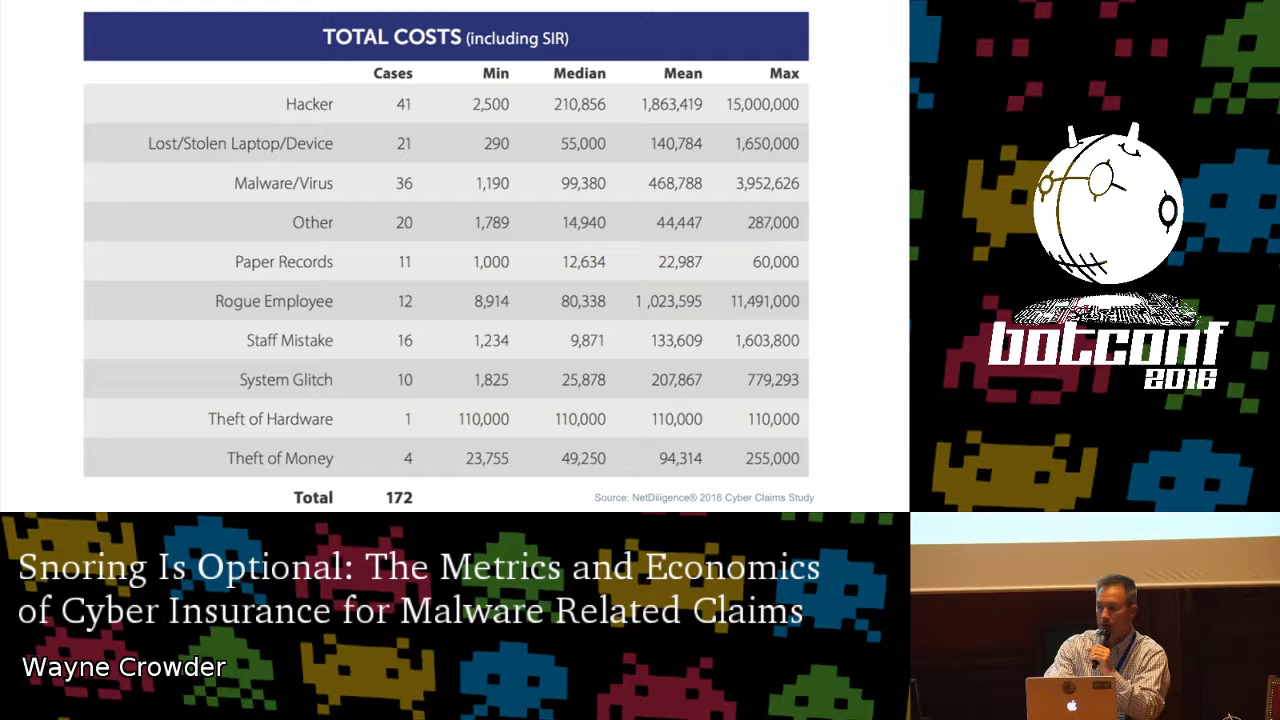 TOTAL COSTS (including SIR)
Cases Min Median Mean Max
Hacker 41 2,500 210,856 1,863,419 15,000,000
Lost/Stolen Laptop/Device 21 290 55,000 140,784 1,650,000
Malware/Virus 36 1,190 99,380 468,788 3,952,626
Other 20 1,789 14,940 44,447 287,000
Paper Records 11 1,000 12,634 22,987 60,000
Rogue Employee 12 8,914 80,338 1 ,023,595 11,491,000
Staff Mistake 16 1,234 9,871 133,609 1,603,800
System Glitch 10 1,825 25,878 207,867 779,293
Theft of Hardware 1 110,000 110,000 110,000 110,000
Theft of Money 4 23,755 49,250 94,314 255,000
Total 172
Source: NetDiligence® 2016 Cyber Claims Study
botconf
2016
Snoring Is Optional: The Metrics and Economics
of Cyber Insurance for Malware Related Claims
Wayne Crowder